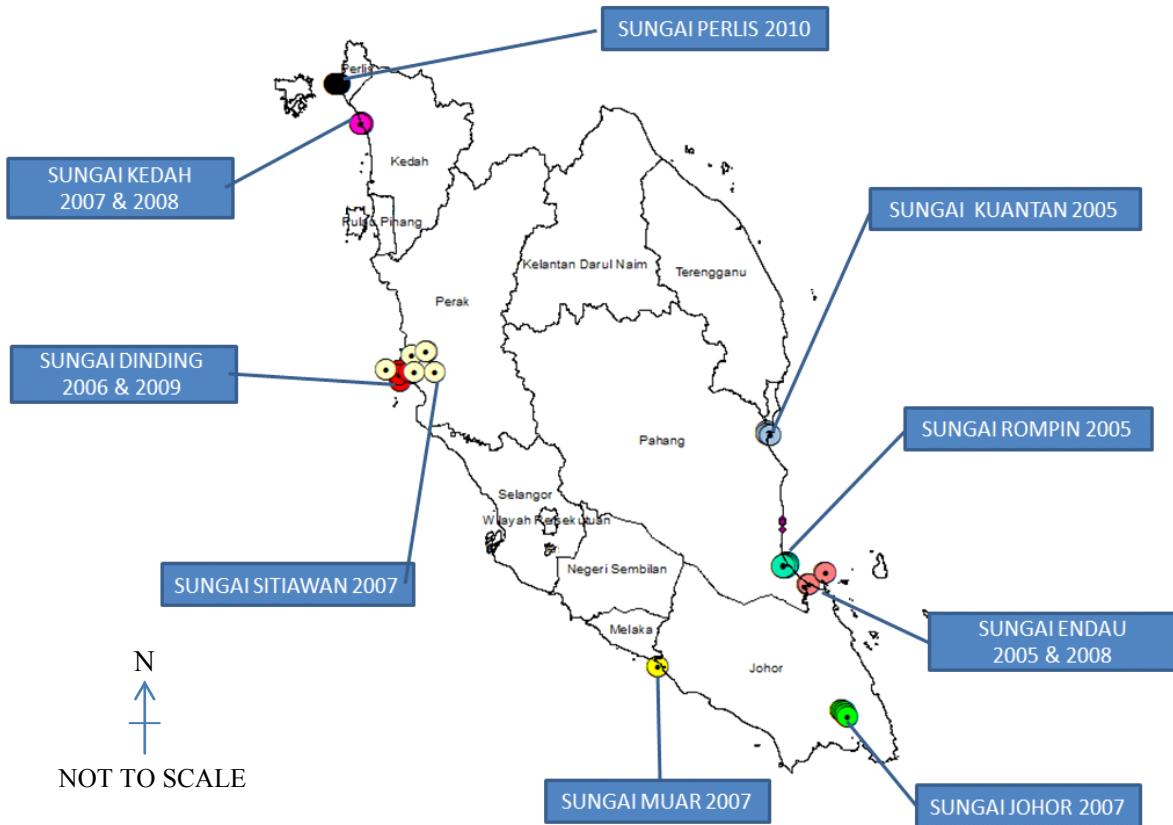 SUNGAI PERLIS 2010
Perlis
SUNGAI KEDAH
2007 & 2008
Kedah
Pulau Pinang
SUNGAI KUANTAN 2005
Kelantan Darul Naim
Terengganu
Perak
SUNGAI DINDING
2006 & 2009
Pahang
SUNGAI ROMPIN 2005
Selangor
Wilayah Persekutuan
SUNGAI SITIAWAN 2007
Negeri Sembilan
Melaka
SUNGAI ENDAU
2005 & 2008
Johor
N
NOT TO SCALE
SUNGAI MUAR 2007
SUNGAI JOHOR 2007